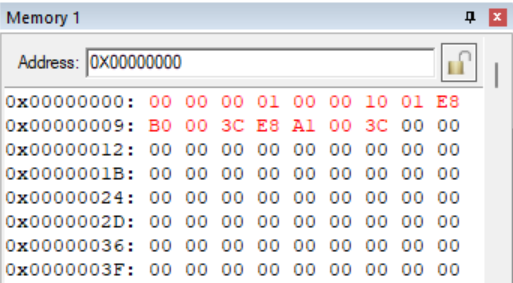 Memory 1
Address: 0X00000000
0x00000000: 00 00 00 01 00 00 10 01 E8
0x00000009: B0 00 3C E8 A1 00 3C 00 00
0x00000012: 00 00 00 00 00 00 00 00 00
0x0000001B: 00 00 00 00 00 00 00 00 00
0x00000024: 00 00 00 00 00 00 00 00 00
0x0000002D: 00 00 00 00 00 00 00 00 00
0x00000036: 00 00 00 00 00 00 00 00 00
0x0000003F: 00 00 00 00 00 00 00 00 00